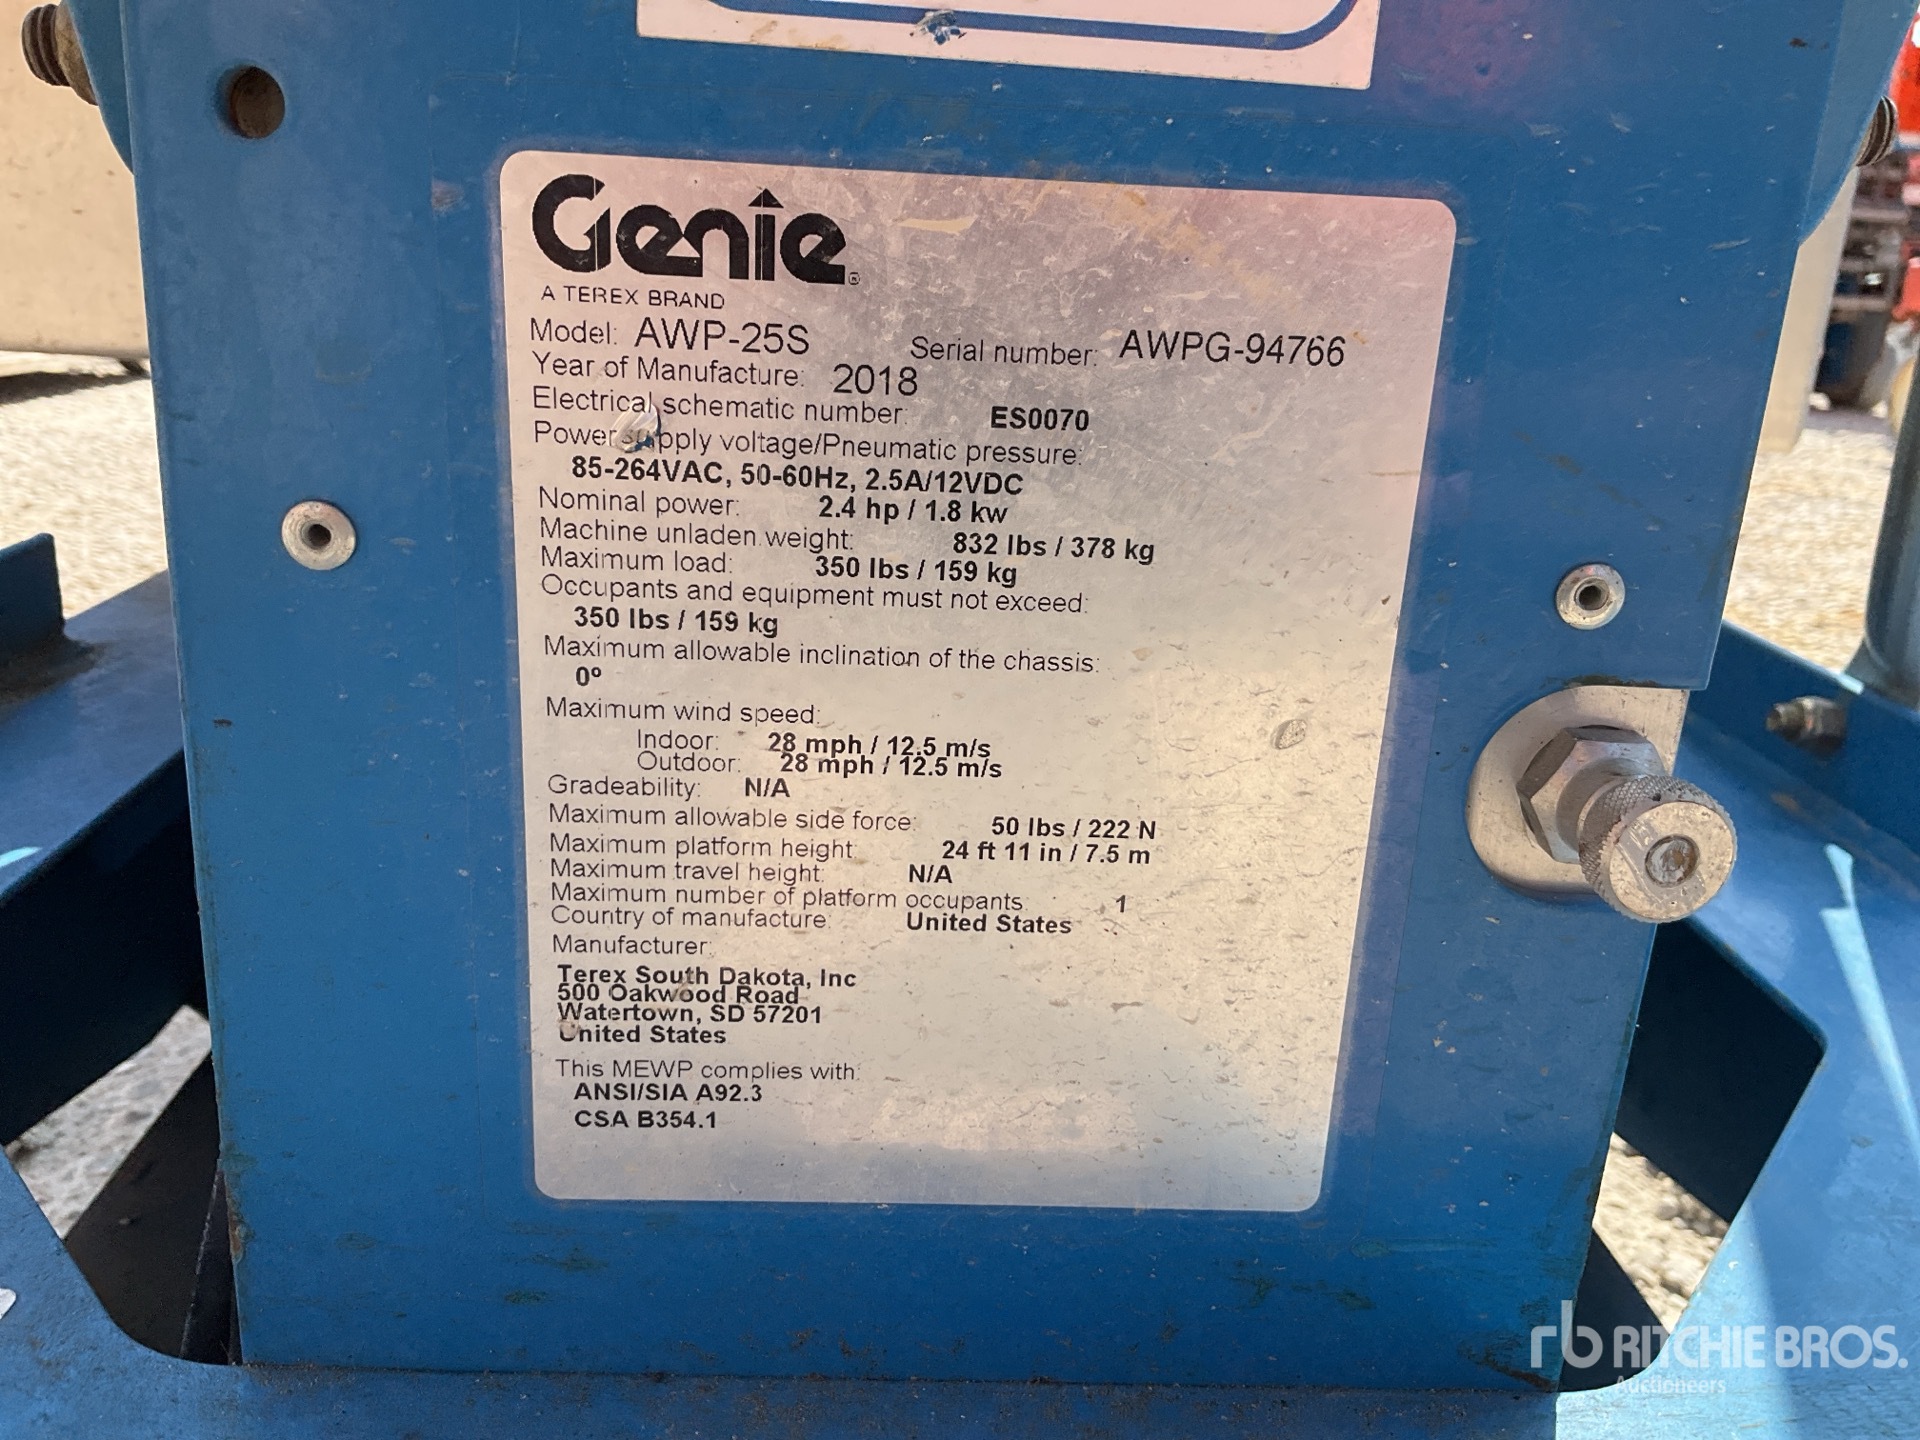 Genie
A TEREX BRAND
Model: AWP-25S Serial number: AWPG-94766
Year of Manufacture: 2018
Electrical schematic number: ES0070
Power supply voltage/Pneumatic pressure:
85-264VAC, 50-60Hz, 2.5A/12VDC
Nominal power: 2.4 hp / 1.8 kw
Machine unladen weight: 832 lbs / 378 kg
Maximum load: 350 lbs / 159 kg
Occupants and equipment must not exceed:
350 lbs / 159 kg
Maximum allowable inclination of the chassis:
0º
Maximum wind speed:
Indoor: 28 mph / 12.5 m/s
Outdoor: 28 mph / 12.5 m/s
Gradeability: N/A
Maximum allowable side force: 50 lbs / 222 N
Maximum platform height: 24 ft 11 in / 7.5 m
Maximum travel height: N/A
Maximum number of platform occupants: 1
Country of manufacture: United States
Manufacturer:
Terex South Dakota, Inc
500 Oakwood Road
Watertown, SD 57201
United States
This MEWP complies with:
ANSI/SIA A92.3
CSA B354.1
rb RITCHIE BROS.
Auctioneers